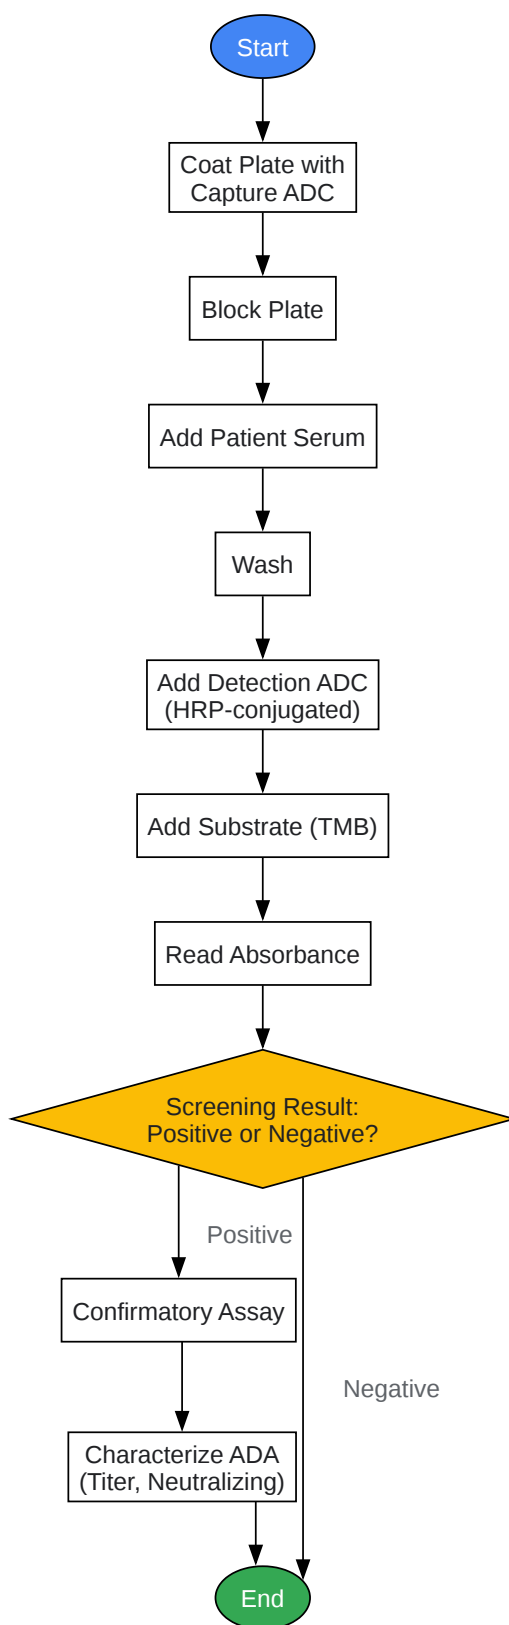 Start
Coat Plate with
Capture ADC
Block Plate
Add Patient Serum
Wash
Add Detection ADC
(HRP-conjugated)
Add Substrate (TMB)
Read Absorbance
Screening Result:
Positive or Negative?
Positive
Confirmatory Assay
Negative
Characterize ADA
(Titer, Neutralizing)
End